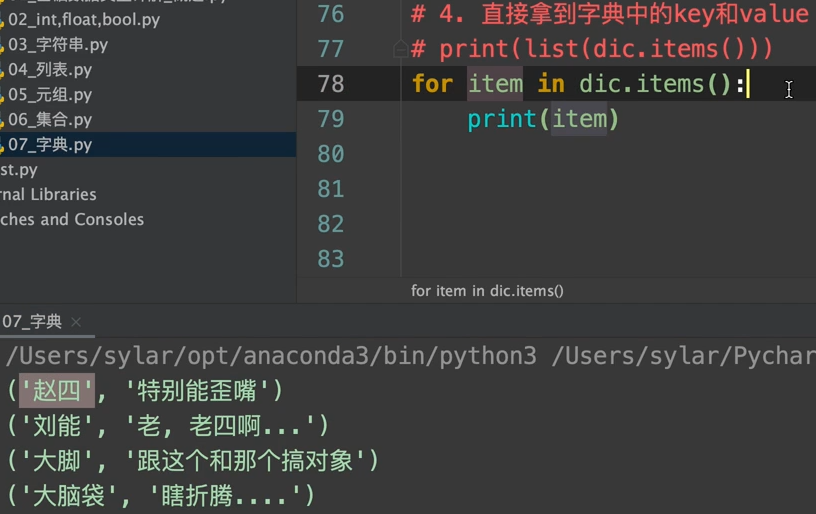 02_int,float,bool.py
03_字符串.py
04_列表.py
05_元组.py
06_集合.py
07_字典.py
st.py
rnal Libraries
ches and Consoles
76 # 4. 直接拿到字典中的key和value
77 # print(list(dic.items()))
78 for item in dic.items():
79 print(item)
80
81
82
83
for item in dic.items()
07_字典 ×
/Users/sylar/opt/anaconda3/bin/python3 /Users/sylar/Pychar
('赵四', '特别能歪嘴')
('刘能', '老, 老四啊...')
('大脚', '跟这个和那个搞对象')
('大脑袋', '瞎折腾....')